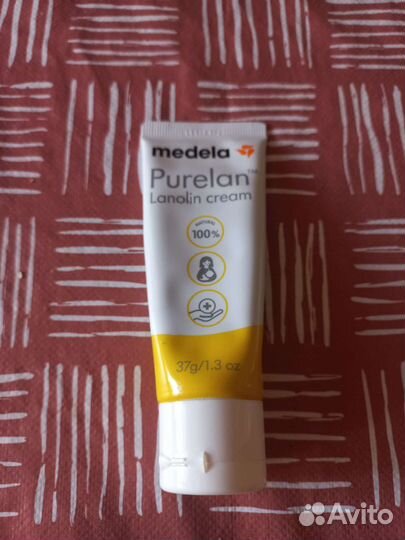 medela
Purelan™
Lanolin cream
NATURAL
100%
37g/1.3 oz
Avito